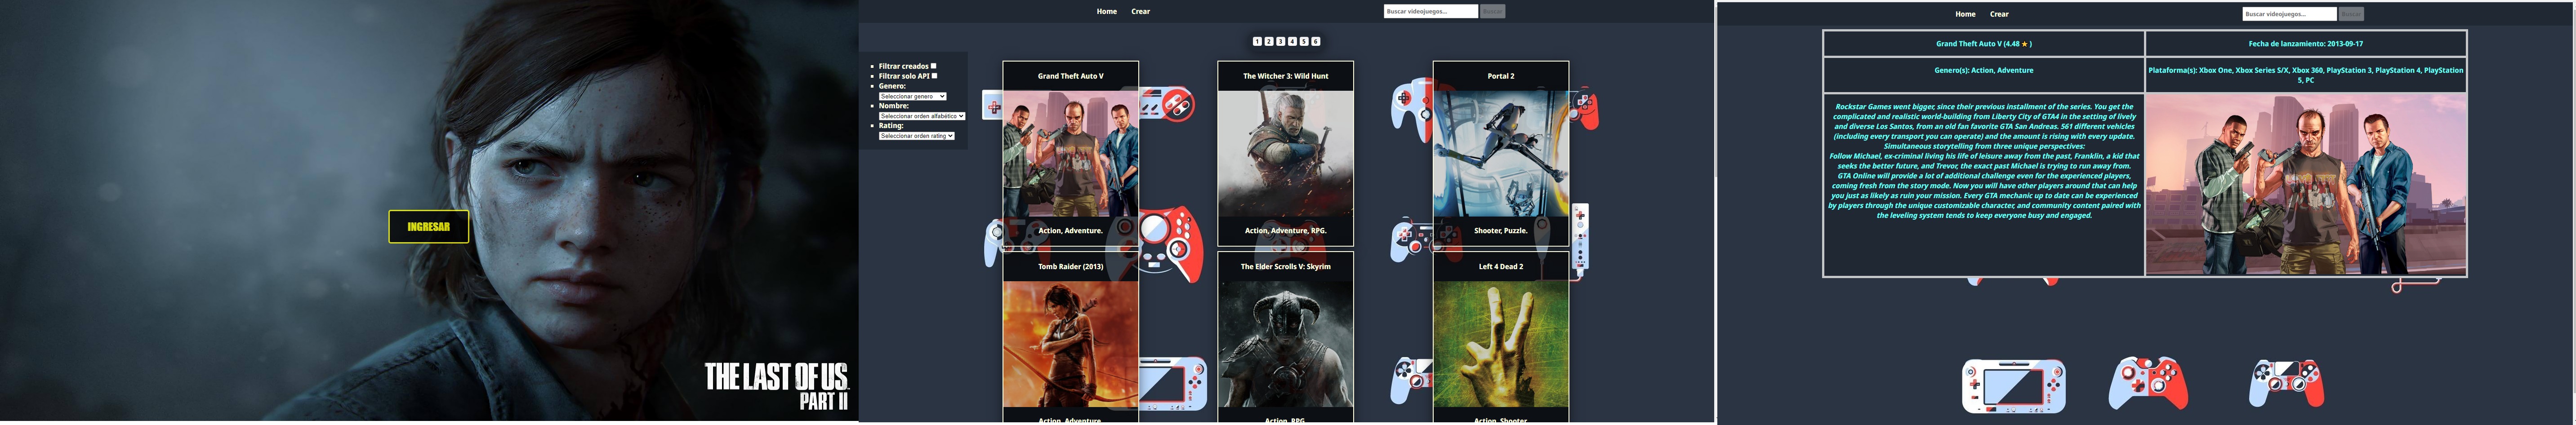 INGRESAR
THE LAST OF US
PART II
Home Crear
Buscar videojuegos... Buscar
1 2 3 4 5 6
Filtrar creados
Filtrar solo API
Genero:
Seleccionar genero
Nombre:
Seleccionar orden alfabético
Rating:
Seleccionar orden rating
Grand Theft Auto V
Action, Adventure.
The Witcher 3: Wild Hunt
Action, Adventure, RPG.
Portal 2
Shooter, Puzzle.
Tomb Raider (2013)
Action, Adventure
The Elder Scrolls V: Skyrim
Action, RPG
Left 4 Dead 2
Action, Shooter
Home Crear
Buscar videojuegos... Buscar
Grand Theft Auto V (4.48 ★ )
Fecha de lanzamiento: 2013-09-17
Genero(s): Action, Adventure
Plataforma(s): Xbox One, Xbox Series S/X, Xbox 360, PlayStation 3, PlayStation 4, PlayStation
5, PC
Rockstar Games went bigger, since their previous installment of the series. You get the
complicated and realistic world-building from Liberty City of GTA4 in the setting of lively
and diverse Los Santos, from an old fan favorite GTA San Andreas. 561 different vehicles
(including every transport you can operate) and the amount is rising with every update.
Simultaneous storytelling from three unique perspectives:
Follow Michael, ex-criminal living his life of leisure away from the past, Franklin, a kid that
seeks the better future, and Trevor, the exact past Michael is trying to run away from.
GTA Online will provide a lot of additional challenge even for the experienced players,
coming fresh from the story mode. Now you will have other players around that can help
you just as likely as ruin your mission. Every GTA mechanic up to date can be experienced
by players through the unique customizable character, and community content paired with
the leveling system tends to keep everyone busy and engaged.